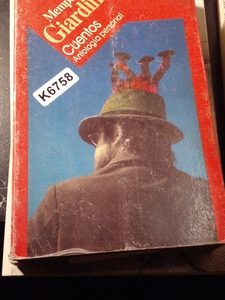 Memp
Giardin
Cuentos
Antología personal
K6758